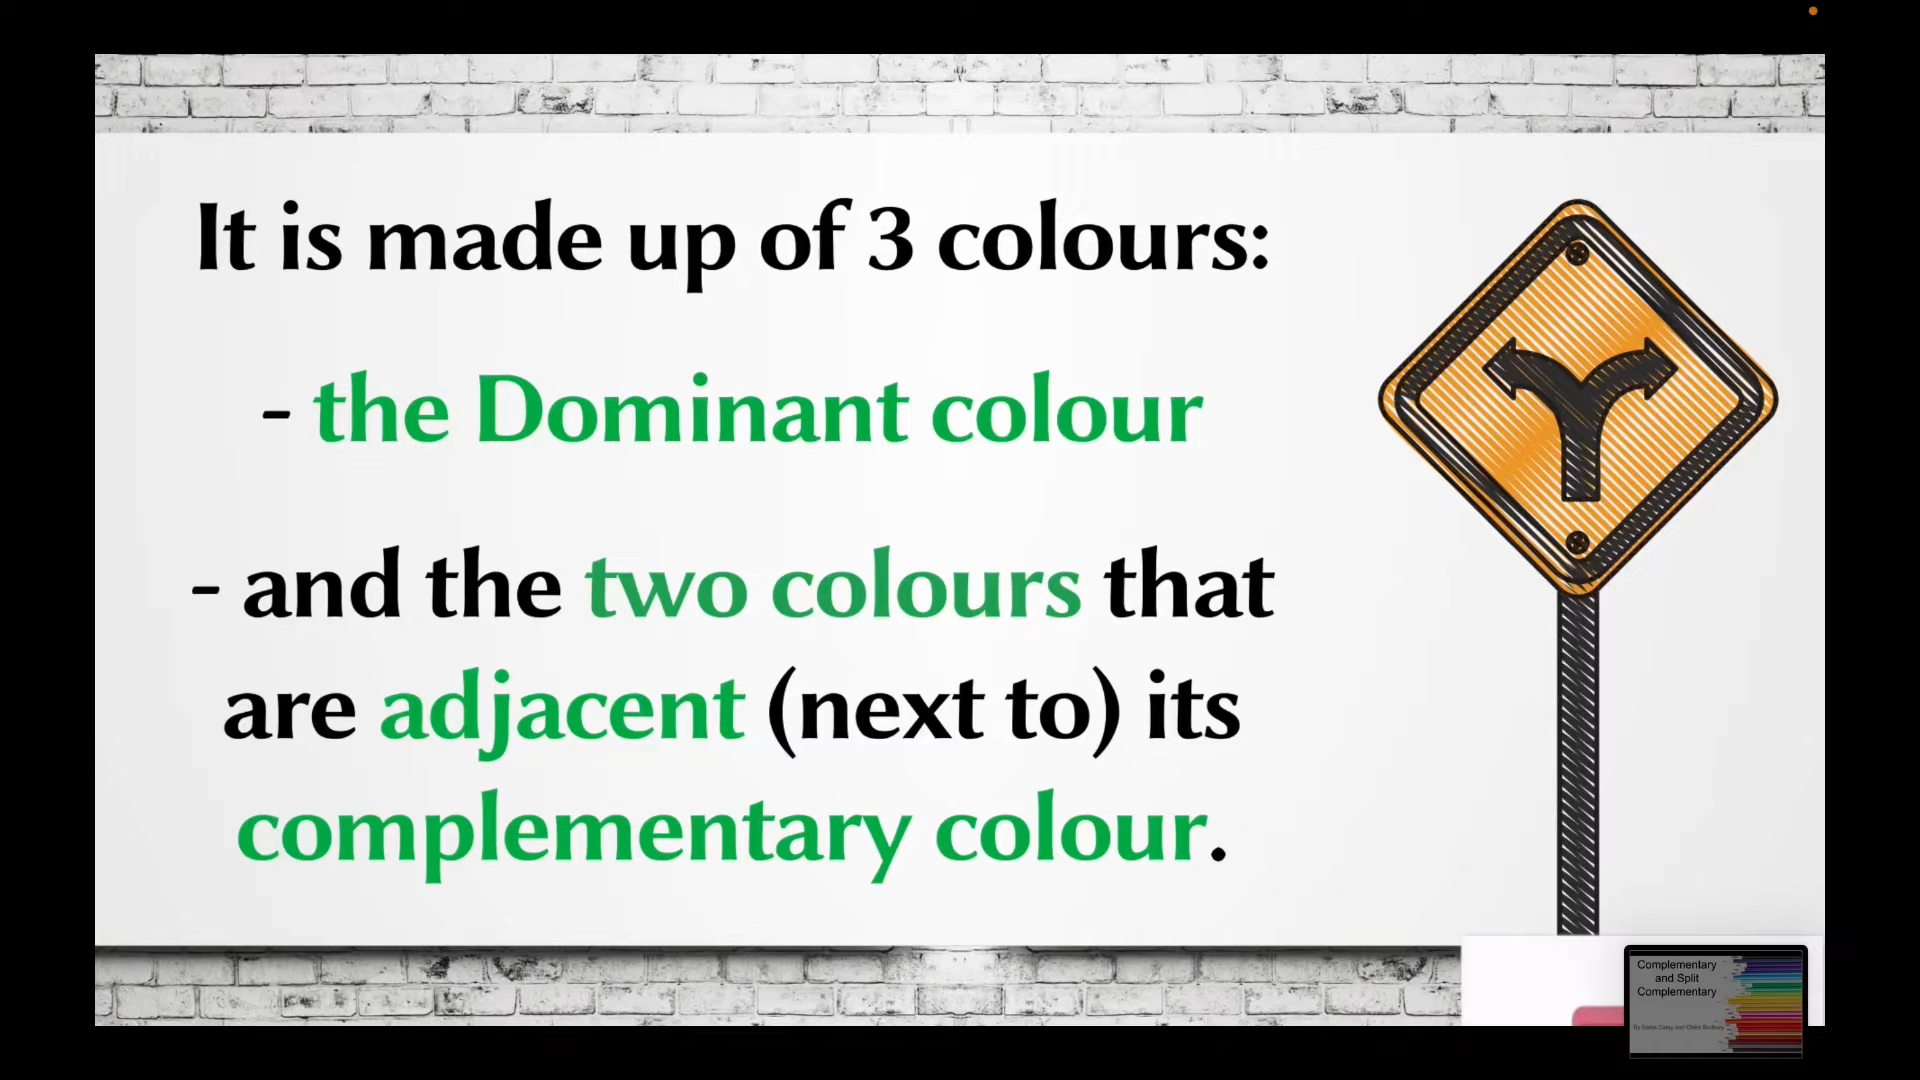 It is made up of 3 colours:
- the Dominant colour
- and the two colours that
are adjacent (next to) its
complementary colour.
Complementary
and Split
Complementary